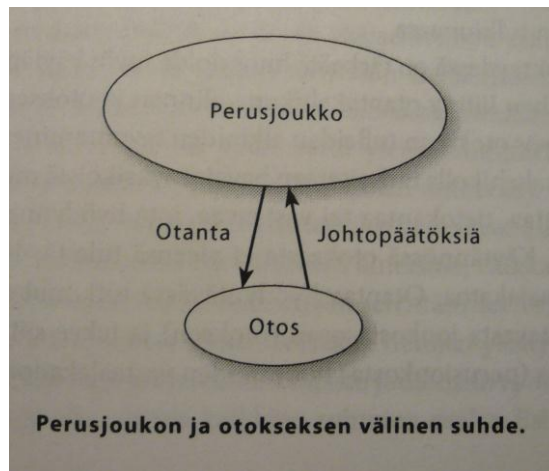 Perusjoukko
Otanta
Johtopäätöksiä
Otos
Perusjoukon ja otokseksen välinen suhde.